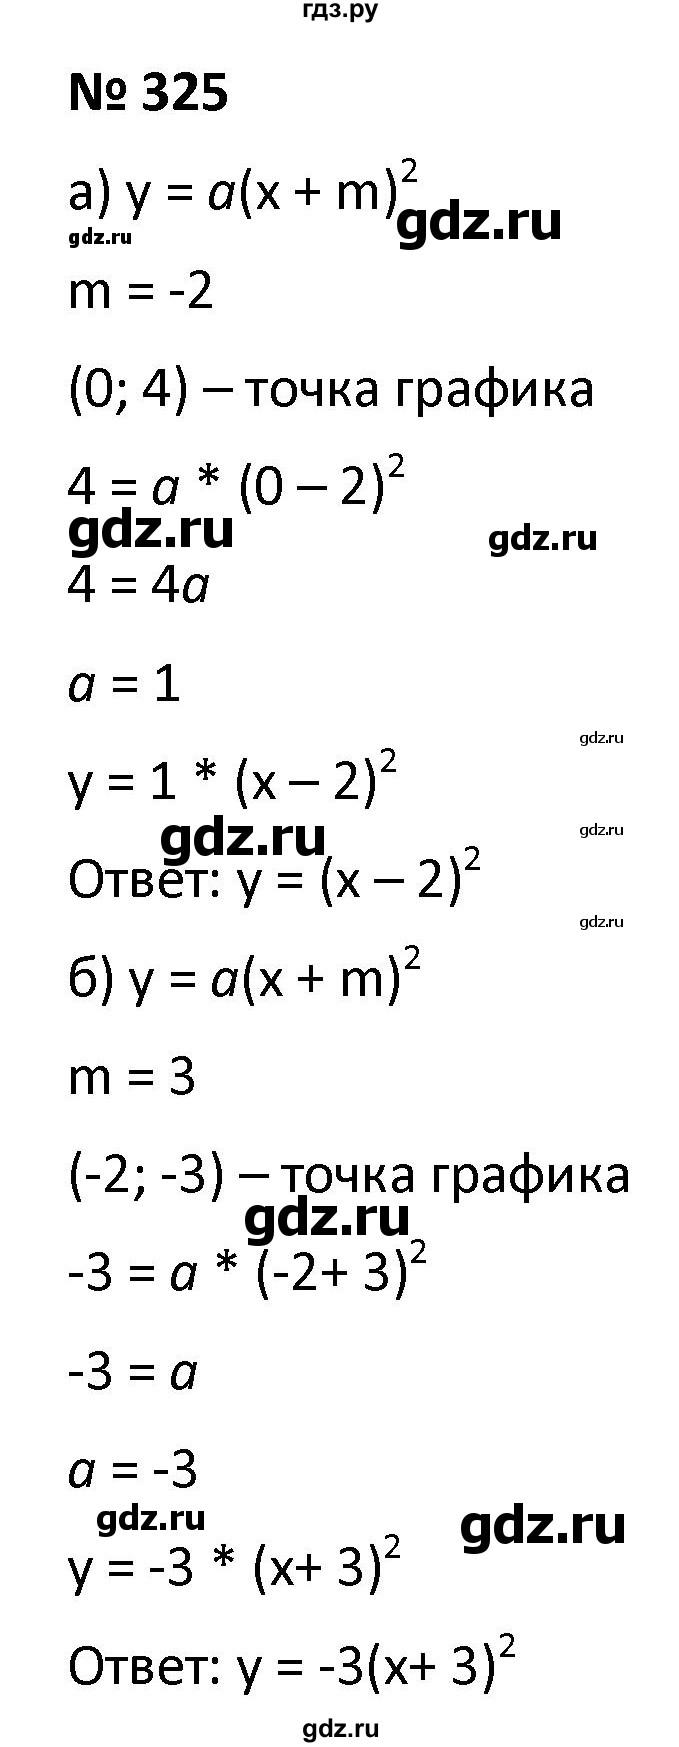 гдз.ру
№ 325
а) y = a(x + m)²
gdz.ru
gdz.ru
m = -2
(0; 4) – точка графика
4 = a * (0 – 2)²
gdz.ru
gdz.ru
4 = 4a
a = 1
gdz.ru
y = 1 * (x – 2)²
gdz.ru
gdz.ru
Ответ: y = (x – 2)²
gdz.ru
б) y = a(x + m)²
m = 3
(-2; -3) – точка графика
gdz.ru
-3 = a * (-2+ 3)²
-3 = a
a = -3
gdz.ru
gdz.ru
y = -3 * (x+ 3)²
Ответ: y = -3(x+ 3)²
gdz.ru